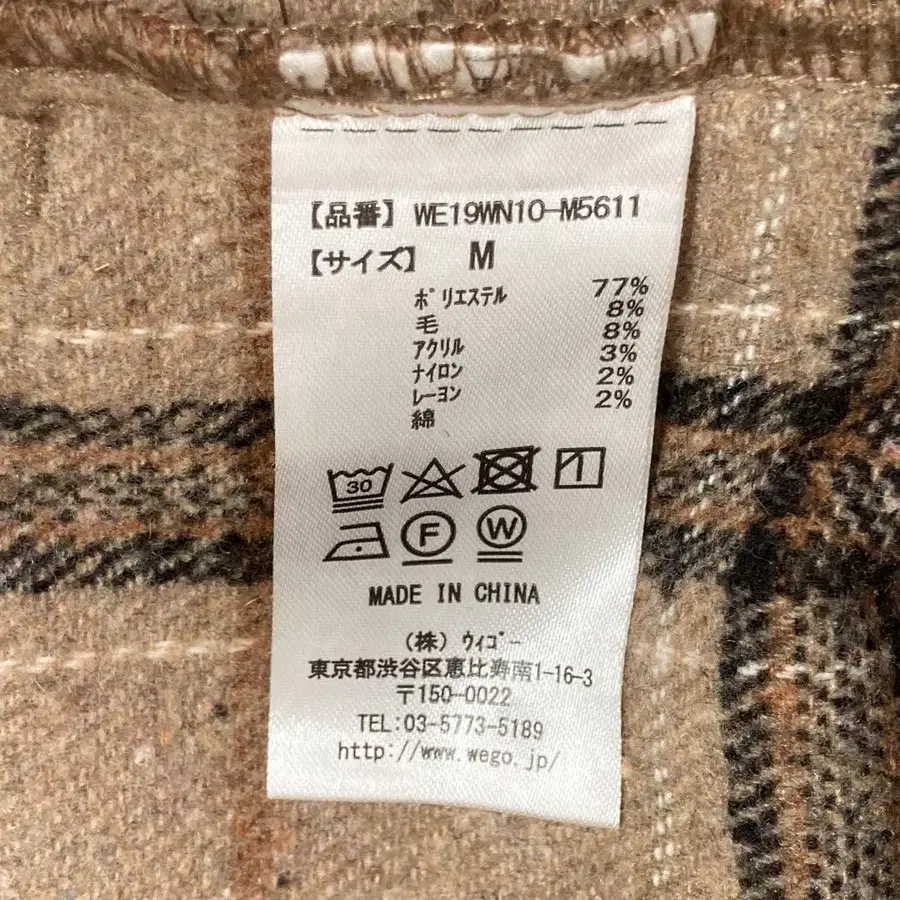 【品番】 WE19WN10-M5611
【サイズ】 M
ポリエステル 77%
毛 8%
アクリル 8%
ナイロン 3%
レーヨン 2%
綿 2%
30
F W
MADE IN CHINA
(株) ウィゴー
東京都渋谷区恵比寿南1-16-3
〒150-0022
TEL:03-5773-5189
http://www.wego.jp/